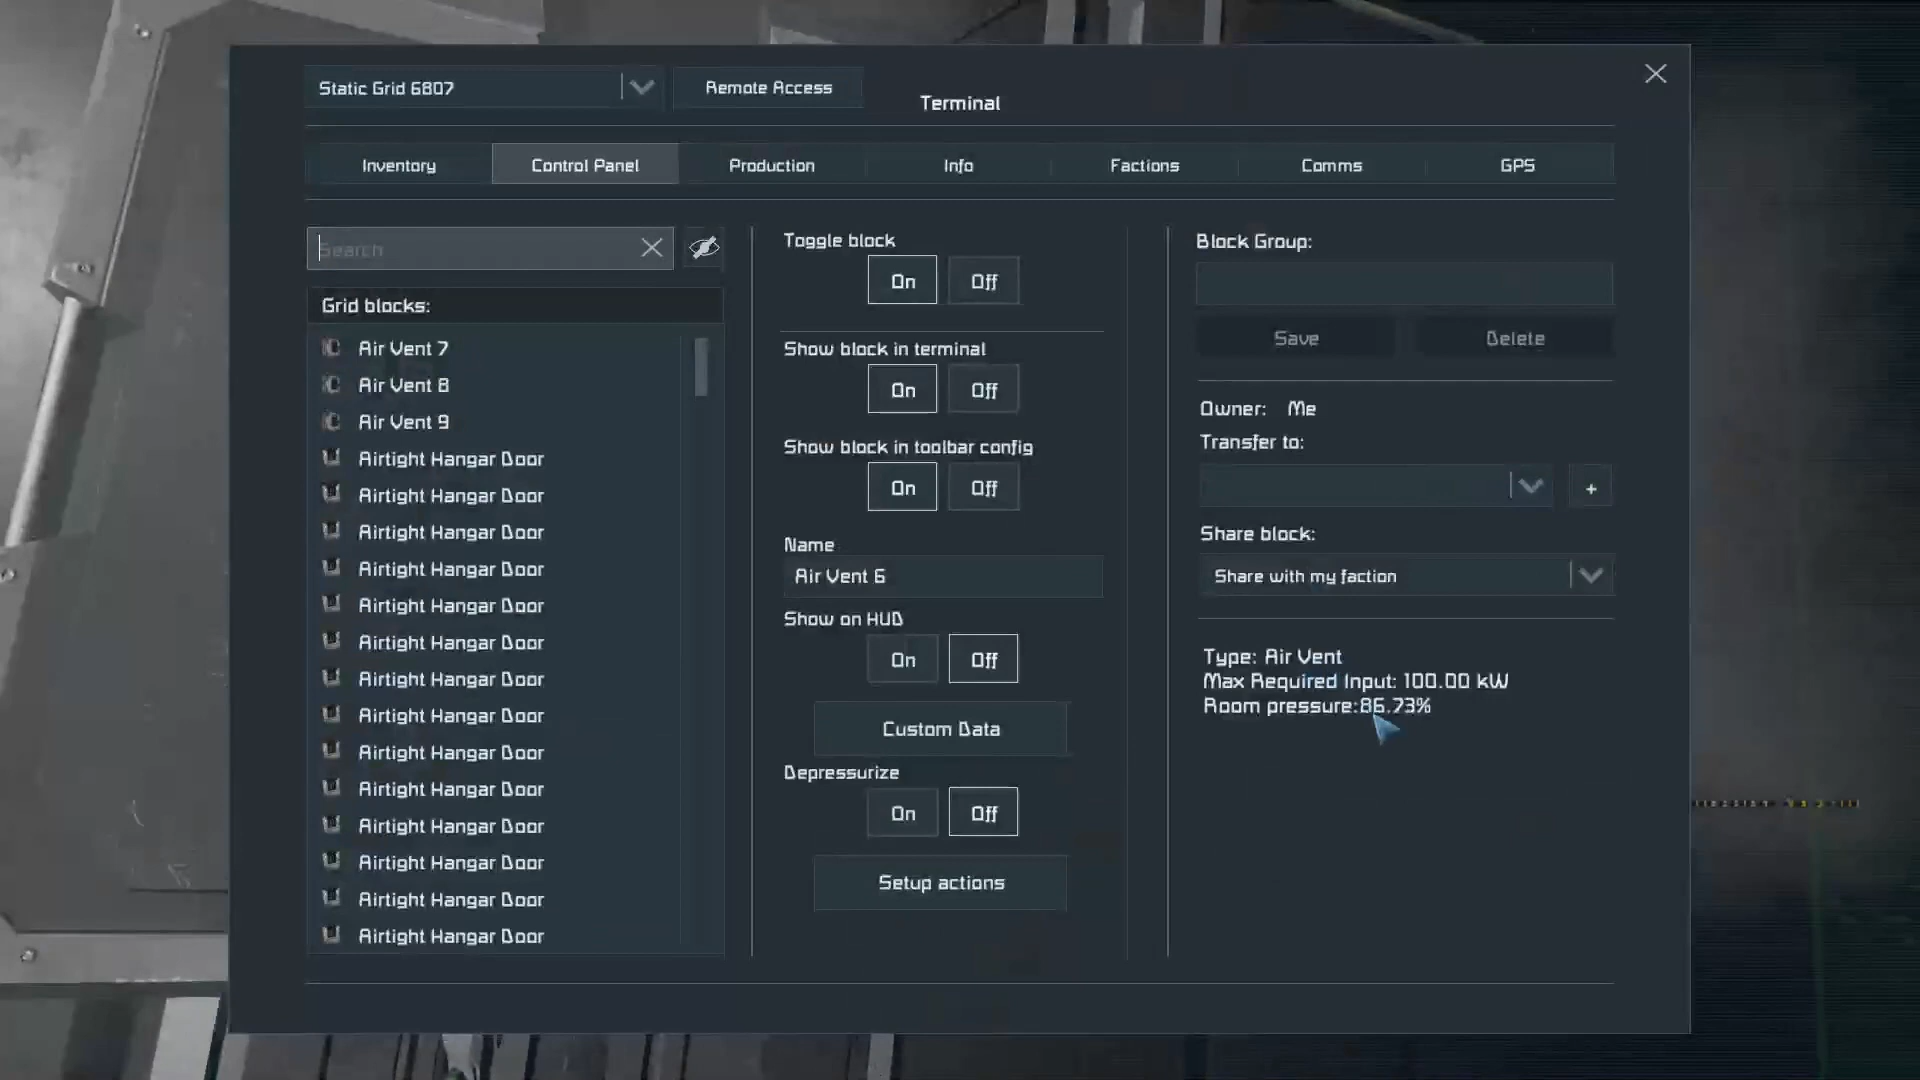 Static Grid 6807
Remote Access
Terminal
Inventory
Control Panel
Production
Info
Factions
Comms
GPS
Search
Grid blocks:
Air Vent 7
Air Vent 8
Air Vent 9
Airtight Hangar Door
Airtight Hangar Door
Airtight Hangar Door
Airtight Hangar Door
Airtight Hangar Door
Airtight Hangar Door
Airtight Hangar Door
Airtight Hangar Door
Airtight Hangar Door
Airtight Hangar Door
Airtight Hangar Door
Airtight Hangar Door
Airtight Hangar Door
Airtight Hangar Door
Toggle block
On Off
Show block in terminal
On Off
Show block in toolbar config
On Off
Name
Air Vent 6
Show on HUD
On Off
Custom Data
Depressurize
On Off
Setup actions
Block Group:
Save Delete
Owner: Me
Transfer to:
+
Share block:
Share with my faction
Type: Air Vent
Max Required Input: 100.00 kW
Room pressure:86.73%